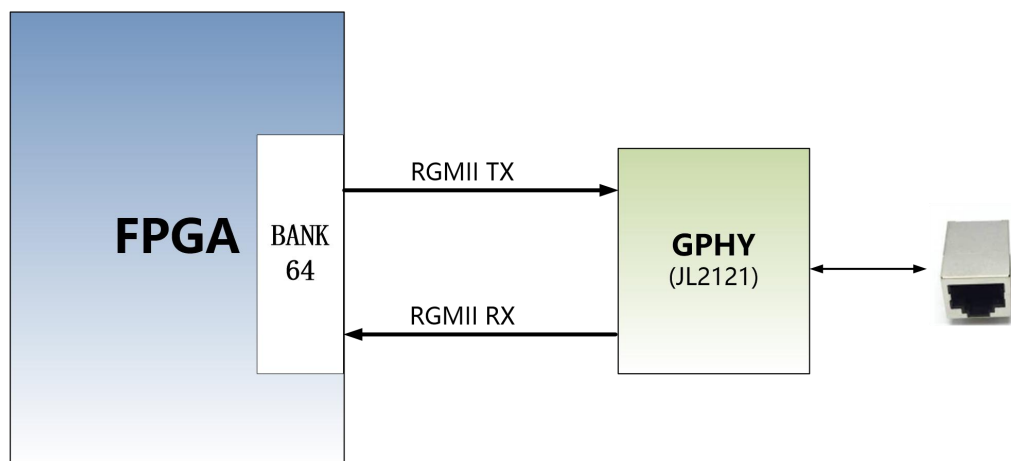 FPGA
BANK
64
RGMII TX
RGMII RX
GPHY
(JL2121)